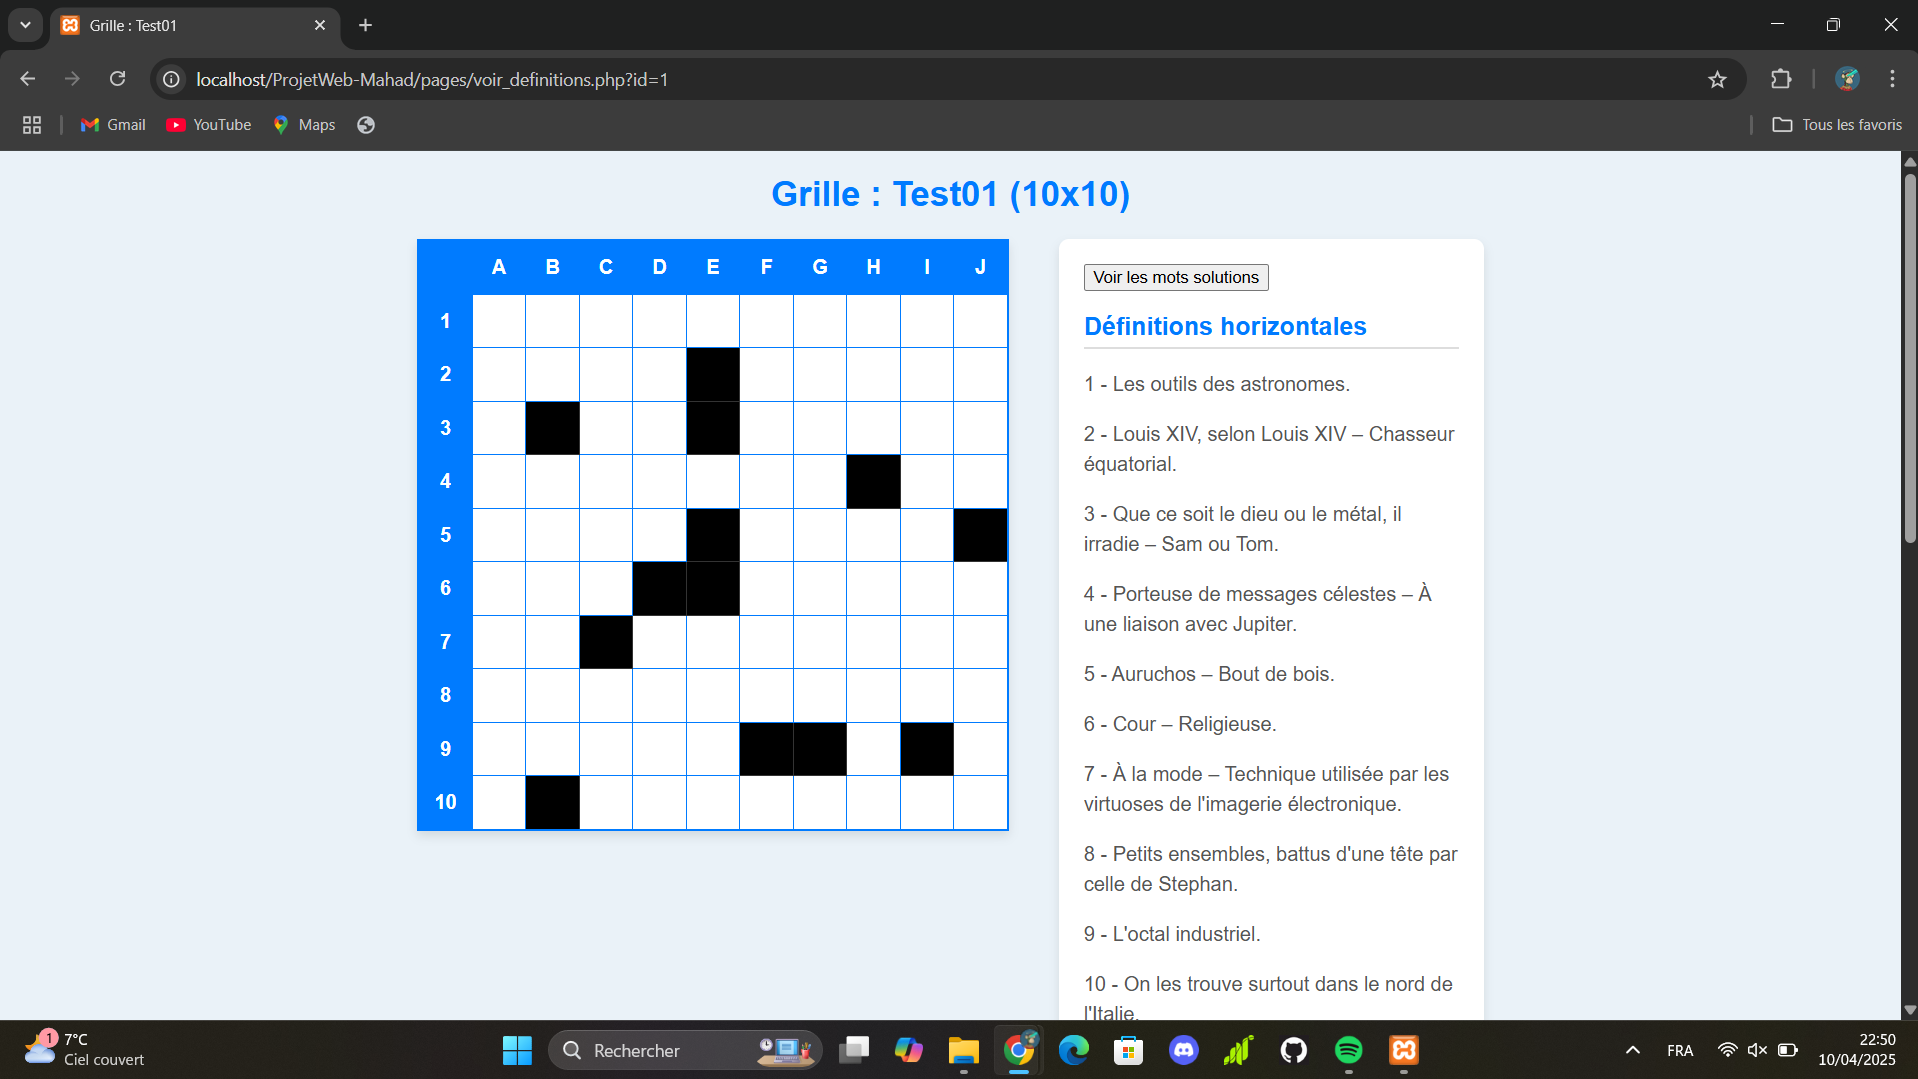 Grille : Test01
localhost/ProjetWeb-Mahad/pages/voir_definitions.php?id=1
Gmail YouTube Maps Tous les favoris
Grille : Test01 (10x10)
A B C D E F G H I J
1
2
3
4
5
6
7
8
9
10
Voir les mots solutions
Définitions horizontales
1 - Les outils des astronomes.
2 - Louis XIV, selon Louis XIV – Chasseur
équatorial.
3 - Que ce soit le dieu ou le métal, il
irradie – Sam ou Tom.
4 - Porteuse de messages célestes – À
une liaison avec Jupiter.
5 - Auruchos – Bout de bois.
6 - Cour – Religieuse.
7 - À la mode – Technique utilisée par les
virtuoses de l'imagerie électronique.
8 - Petits ensembles, battus d'une tête par
celle de Stephan.
9 - L'octal industriel.
10 - On les trouve surtout dans le nord de
l'Italie.
1
7°C
Ciel couvert
Rechercher
FRA
22:50
10/04/2025